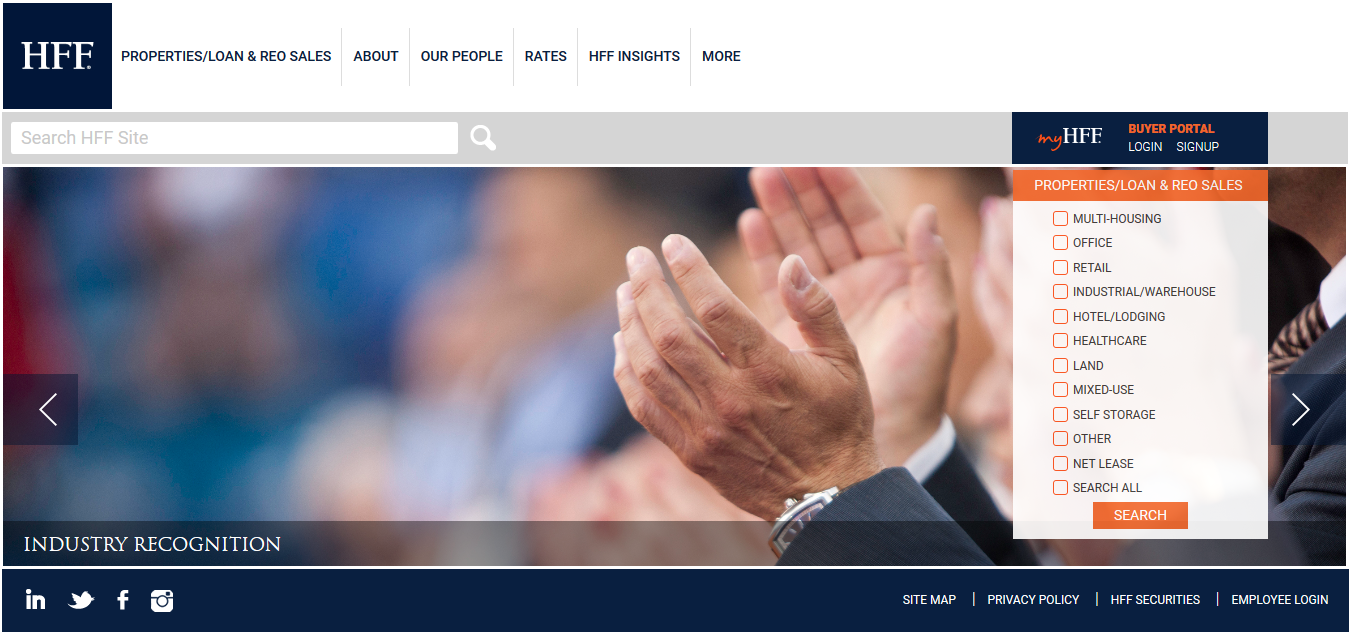 HFF®
PROPERTIES/LOAN & REO SALES
ABOUT
OUR PEOPLE
RATES
HFF INSIGHTS
MORE
Search HFF Site
myHFF
BUYER PORTAL
LOGIN SIGNUP
PROPERTIES/LOAN & REO SALES
MULTI-HOUSING
OFFICE
RETAIL
INDUSTRIAL/WAREHOUSE
HOTEL/LODGING
HEALTHCARE
LAND
MIXED-USE
SELF STORAGE
OTHER
NET LEASE
SEARCH ALL
SEARCH
INDUSTRY RECOGNITION
in
f
SITE MAP | PRIVACY POLICY | HFF SECURITIES | EMPLOYEE LOGIN